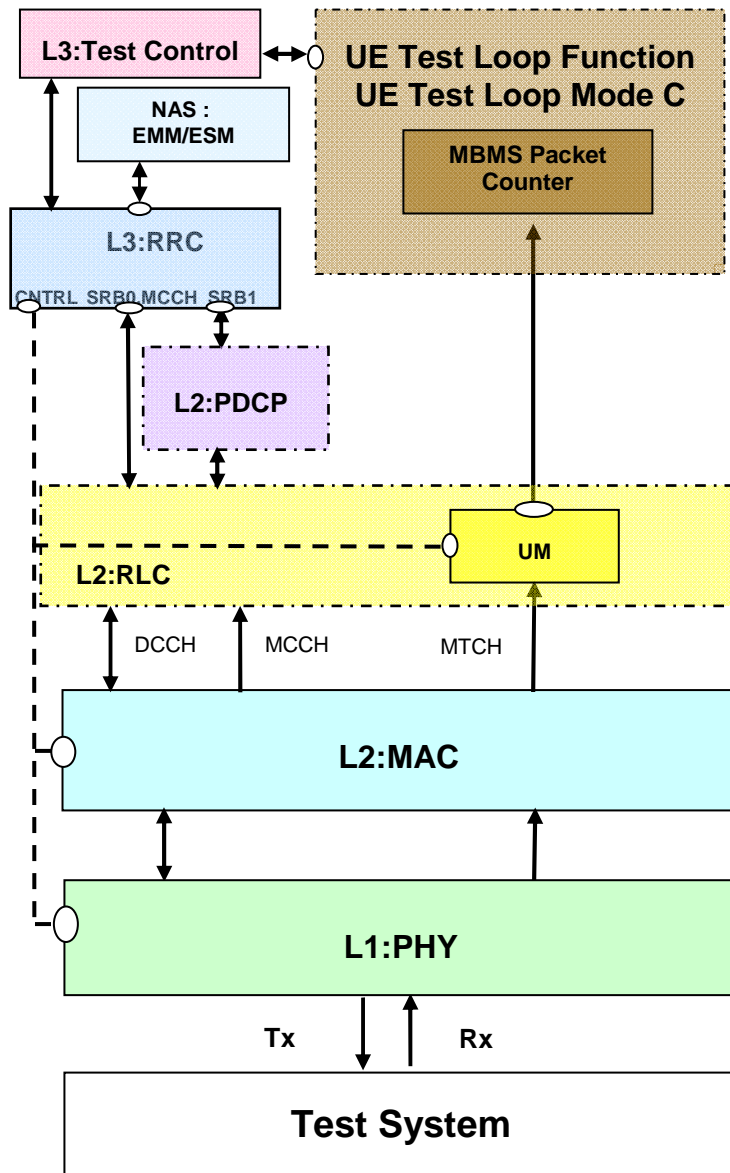 L3:Test Control
UE Test Loop Function
UE Test Loop Mode C
NAS :
EMM/ESM
MBMS Packet
Counter
L3:RRC
CNTRL SRB0,MCCH SRB1
L2:PDCP
UM
L2:RLC
DCCH
MCCH
MTCH
L2:MAC
L1:PHY
Tx
Rx
Test System